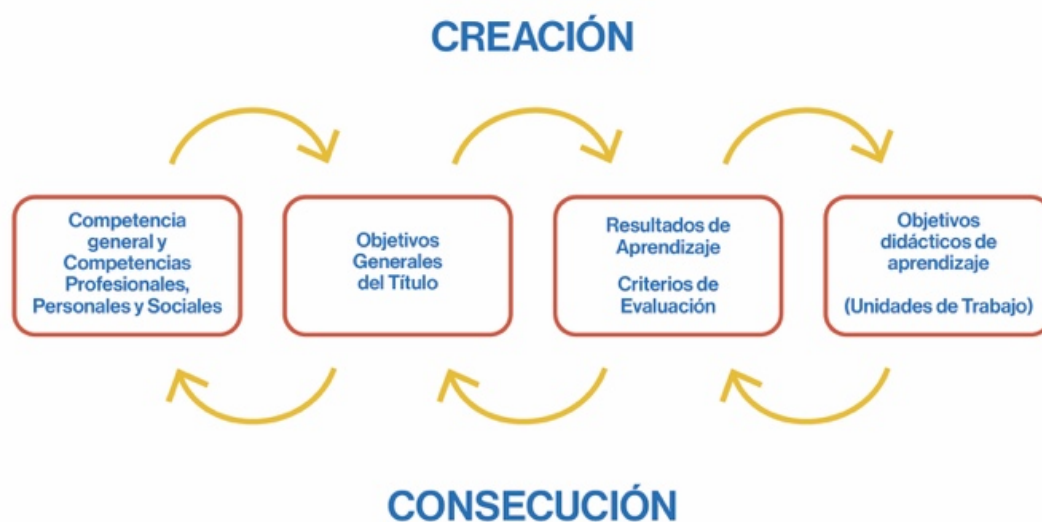 CREACIÓN
Competencia
general y
Competencias
Profesionales,
Personales y Sociales
Objetivos
Generales
del Título
Resultados de
Aprendizaje
Criterios de
Evaluación
Objetivos
didácticos de
aprendizaje
(Unidades de Trabajo)
CONSECUCIÓN